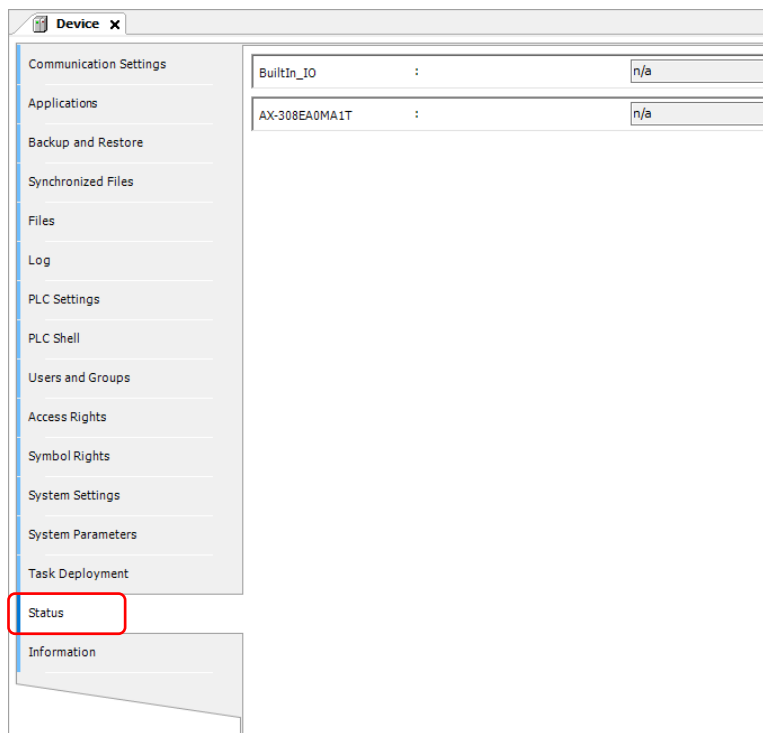 Device x
Communication Settings
Applications
Backup and Restore
Synchronized Files
Files
Log
PLC Settings
PLC Shell
Users and Groups
Access Rights
Symbol Rights
System Settings
System Parameters
Task Deployment
Status
Information
BuiltIn_IO : n/a
AX-308EA0MA1T : n/a